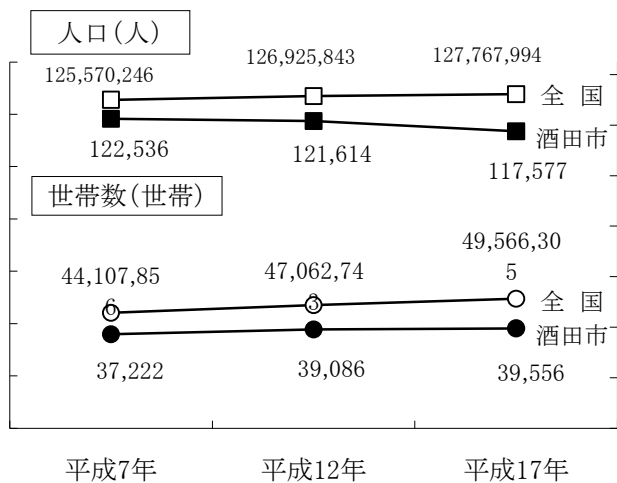 人口(人)
125,570,246
126,925,843
127,767,994
全 国
122,536
121,614
117,577
酒田市
世帯数(世帯)
44,107,85
6
47,062,74
3
49,566,30
5
全 国
酒田市
37,222
39,086
39,556
平成7年
平成12年
平成17年